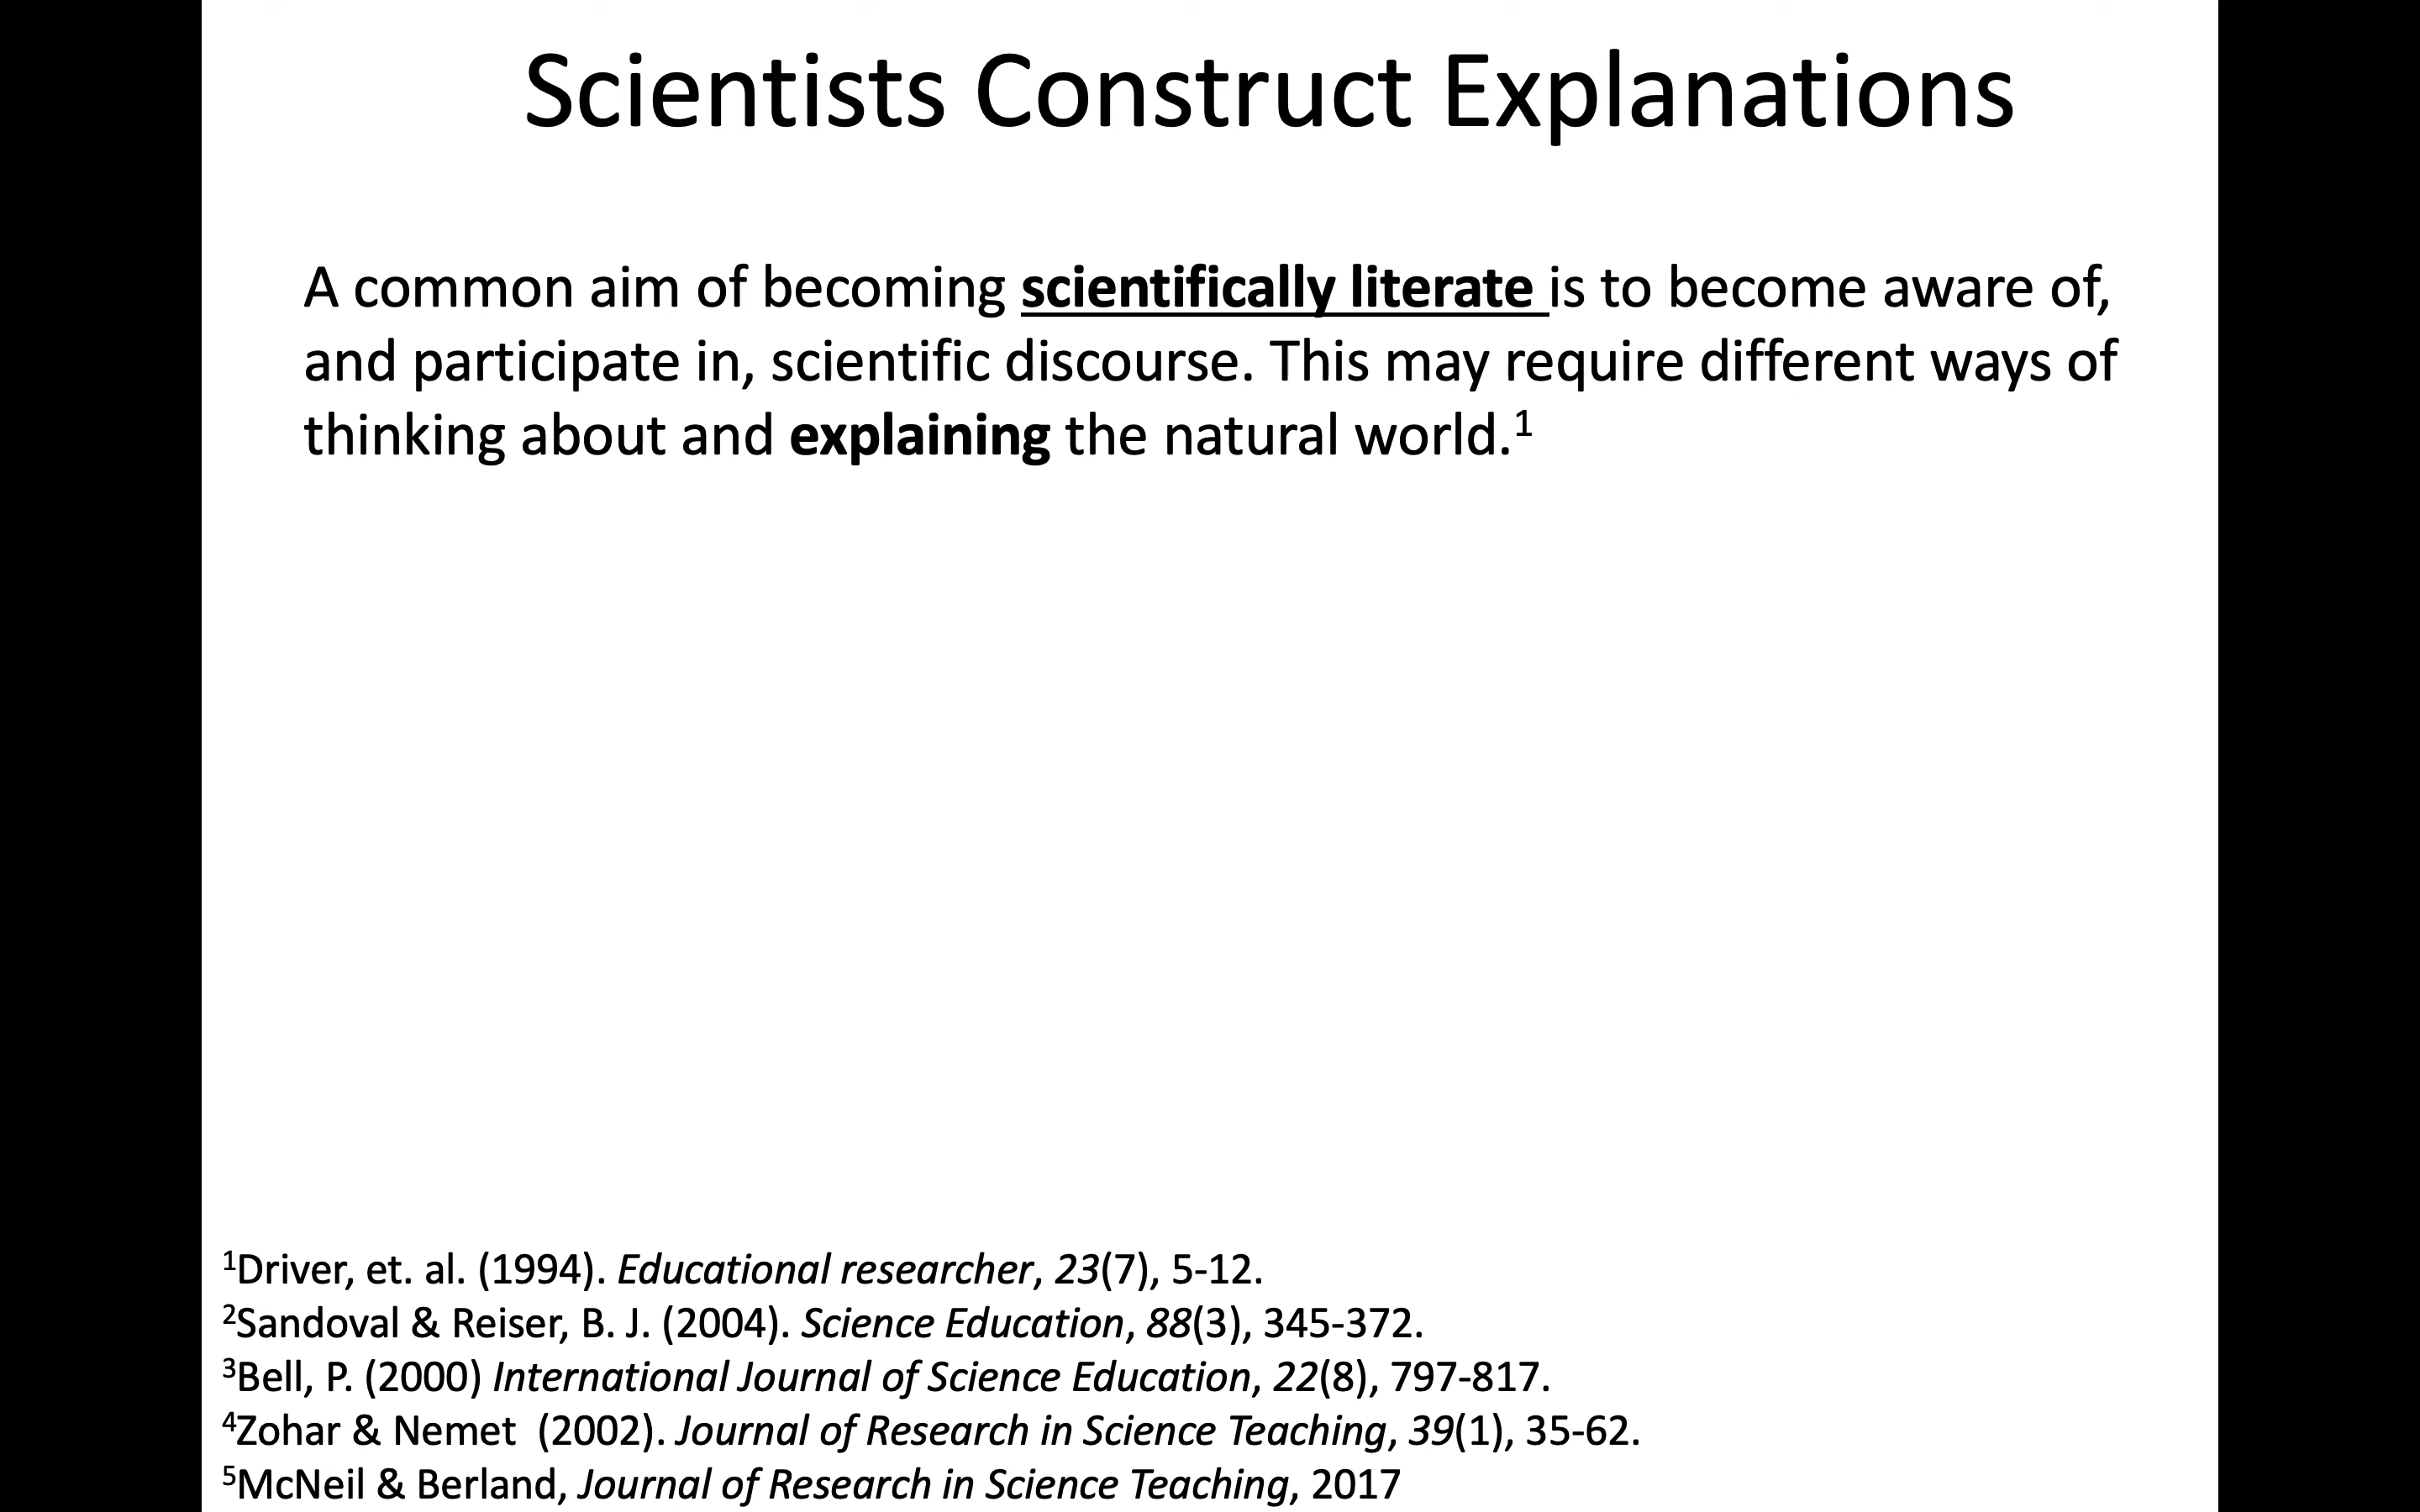 Scientists Construct Explanations
A common aim of becoming scientifically literate is to become aware of,
and participate in, scientific discourse. This may require different ways of
thinking about and explaining the natural world.¹
¹Driver, et. al. (1994). Educational researcher, 23(7), 5-12.
²Sandoval & Reiser, B. J. (2004). Science Education, 88(3), 345-372.
³Bell, P. (2000) International Journal of Science Education, 22(8), 797-817.
⁴Zohar & Nemet  (2002). Journal of Research in Science Teaching, 39(1), 35-62.
⁵McNeil & Berland, Journal of Research in Science Teaching, 2017